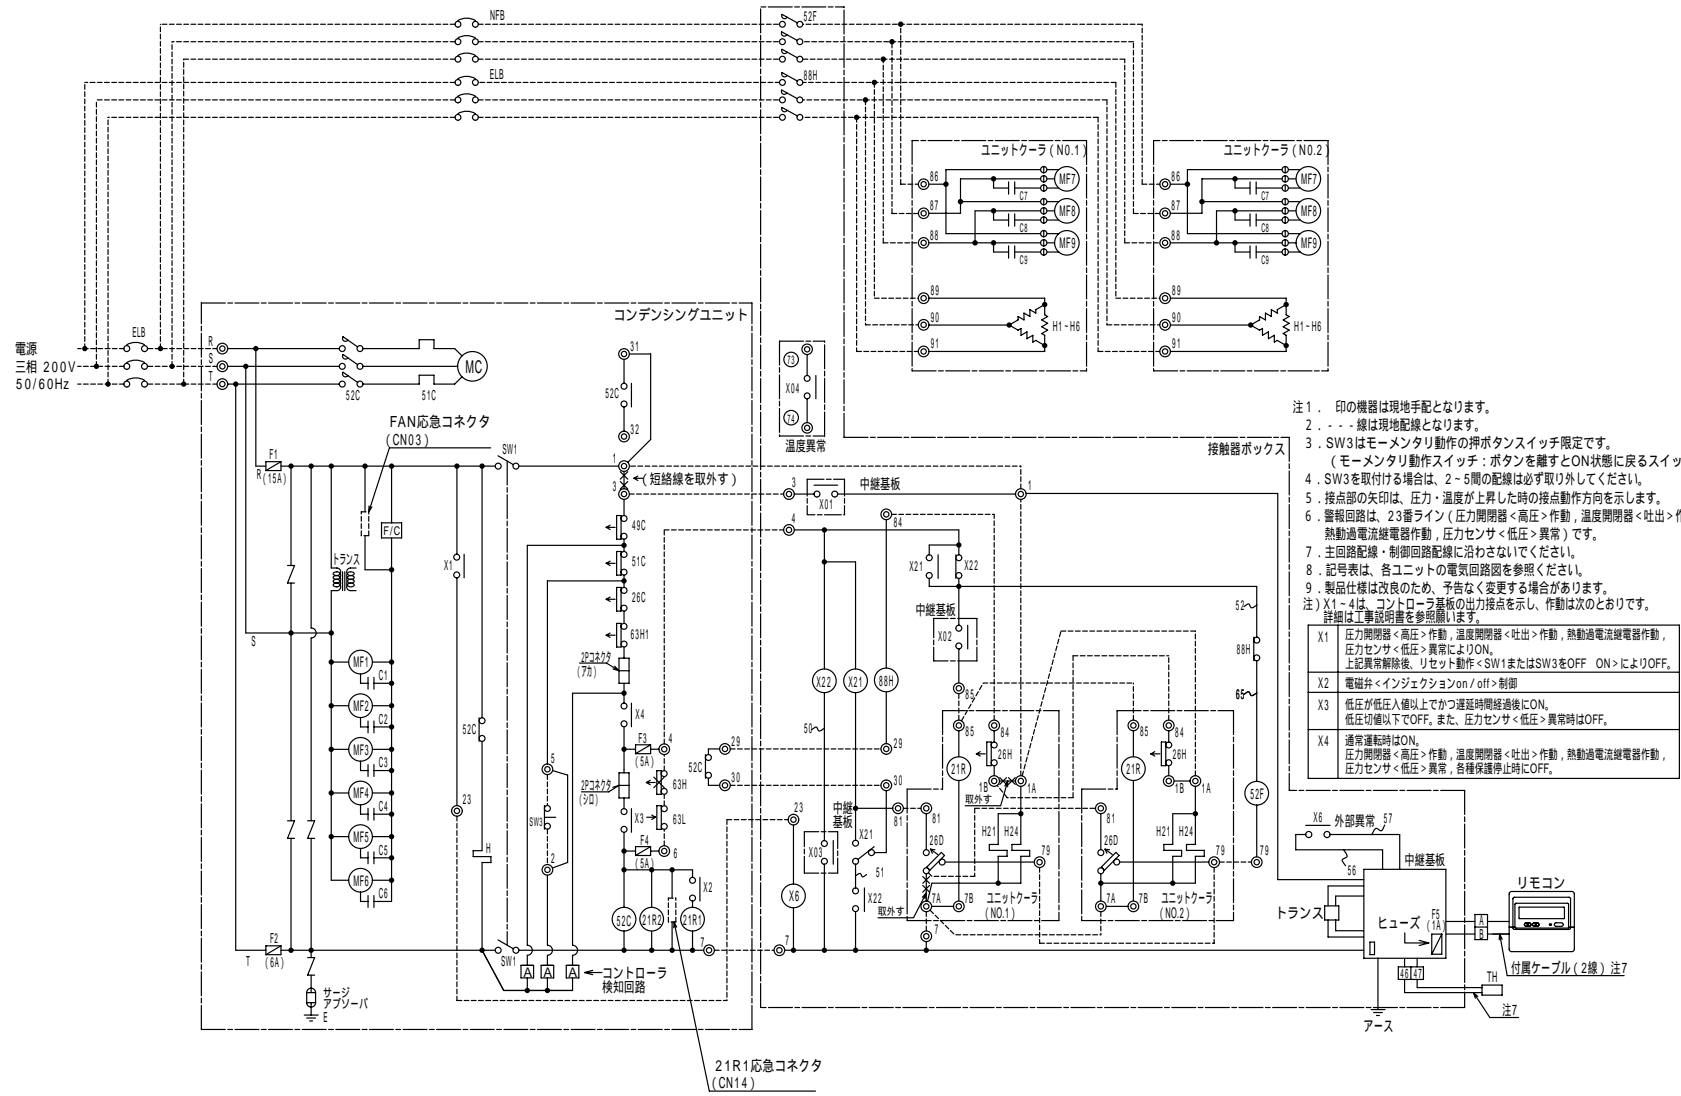 NFB
52F
ELB
88H
ユニットクーラ(NO.1)
86
MF7
C7
87
MF8
C8
88
MF9
C9
89
90
H1~H6
91
ユニットクーラ(NO.2)
86
MF7
C7
87
MF8
C8
88
MF9
C9
89
90
H1~H6
91
電源
三相 200V
50/60Hz
ELB
R
S
T
52C
51C
MC
コンデンシングユニット
31
52C
32
73
X04
74
温度異常
接触器ボックス
FAN応急コネクタ
(CN03)
F1
R
(15A)
SW1
1
(短絡線を取外す)
3
3
中継基板
X01
1
4
84
F/C
トランス
X1
49C
51C
26C
63H1
2Pコネクタ
(アカ)
X4
F3
(5A)
4
2Pコネクタ
(シロ)
63H
X3
63L
F4
(5A)
6
X2
52C
21R2
21R1
7
S
MF1
C1
MF2
C2
MF3
C3
MF4
C4
MF5
C5
MF6
C6
52C
23
H
5
SW3
2
F2
T
(6A)
SW1
サージ
アブソーバ
E
A
A
A
コントローラ
検知回路
21R1応急コネクタ
(CN14)
29
52C
30
23
X6
7
X22
X21
88H
50
29
30
中継
基板
X21
X03
51
X22
81
X21
X22
中継基板
X02
85
52
88H
65
52F
79
85
84
26H
21R
1B
1A
取外す
81
26D
H21
H24
79
取外す
7A
7B
7
ユニットクーラ
(NO.1)
85
84
26H
21R
1B
1A
81
26D
H21
H24
79
7A
7B
ユニットクーラ
(NO.2)
注1. 印の機器は現地手配となります。
2.---線は現地配線となります。
3.SW3はモーメンタリ動作の押ボタンスイッチ限定です。
(モーメンタリ動作スイッチ:ボタンを離すとON状態に戻るスイッ
4.SW3を取付ける場合は、2~5間の配線は必ず取り外してください。
5.接点部の矢印は、圧力・温度が上昇した時の接点動作方向を示します。
6.警報回路は、23番ライン(圧力開閉器<高圧>作動,温度開閉器<吐出>作
熱動過電流継電器作動,圧力センサ<低圧>異常)です。
7.主回路配線・制御回路配線に沿わさないでください。
8.記号表は、各ユニットの電気回路図を参照ください。
9.製品仕様は改良のため、予告なく変更する場合があります。
注)X1~4は、コントローラ基板の出力接点を示し、作動は次のとおりです。
詳細は工事説明書を参照願います。
X1
圧力開閉器<高圧>作動,温度開閉器<吐出>作動,熱動過電流継電器作動,
圧力センサ<低圧>異常によりON。
上記異常解除後、リセット動作<SW1またはSW3をOFF ON>によりOFF。
X2
電磁弁<インジェクションon/off>制御
X3
低圧が低圧入値以上でかつ遅延時間経過後にON。
低圧切値以下でOFF。また、圧力センサ<低圧>異常時はOFF。
X4
通常運転時はON。
圧力開閉器<高圧>作動,温度開閉器<吐出>作動,熱動過電流継電器作動,
圧力センサ<低圧>異常,各種保護停止時にOFF。
X6
外部異常
57
56
中継基板
トランス
ヒューズ
F5
(1A)
A
B
リモコン
付属ケーブル(2線)注7
46
47
TH
注7
アース